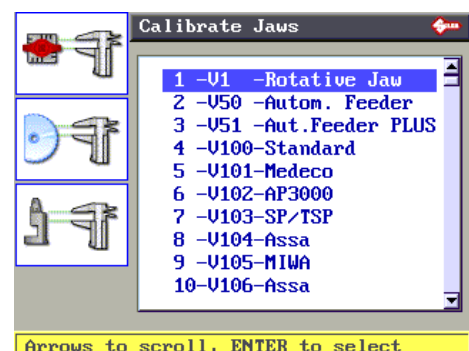 Calibrate Jaws
1 -V1 -Rotative Jaw
2 -V50 -Autom. Feeder
3 -V51 -Aut.Feeder PLUS
4 -V100-Standard
5 -V101-Medeco
6 -V102-AP3000
7 -V103-SP/TSP
8 -V104-Assa
9 -V105-MIWA
10-V106-Assa
Arrows to scroll. ENTER to select